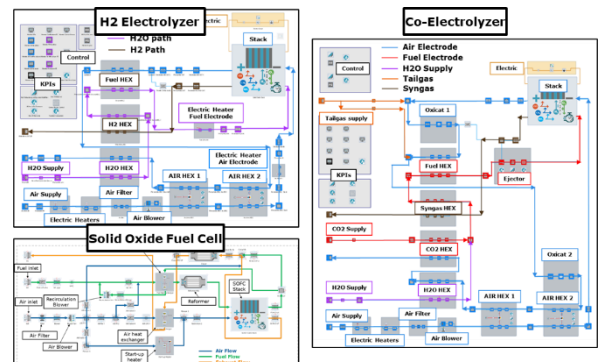 H2 Electrolyzer
H2O path
H2 Path
Electric
Control
Stack
KPIs
Fuel HEX
H2 HEX
Electric Heater
Fuel Electrode
H2O Supply
H2O HEX
Electric Heater
Air Electrode
Air Supply
Air Filter
AIR HEX 1
AIR HEX 2
Electric Heaters
Air Blower
Solid Oxide Fuel Cell
Fuel Inlet
Recirculation
Blower
Reformer
SOFC
Stack
Air Inlet
Air Filter
Air Blower
Air heat
exchanger
Start-up
heater
Air Flow
Fuel Flow
Co-Electrolyzer
Air Electrode
Fuel Electrode
H2O Supply
Tailgas
Syngas
Control
Electric
Stack
Tailgas supply
Oxicat 1
KPIs
Fuel HEX
Ejector
Syngas HEX
CO2 Supply
CO2 HEX
Oxicat 2
H2O Supply
H2O HEX
AIR HEX 1
AIR HEX 2
Air Supply
Air Filter
Electric Heaters
Air Blower